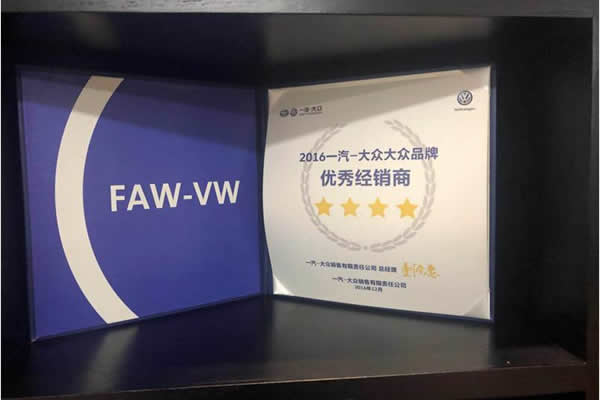 FAW-VW
一汽-大众
Volkswagen
2016一汽-大众大众品牌
优秀经销商
一汽-大众销售有限责任公司 总经理
一汽-大众销售有限责任公司
2016年12月